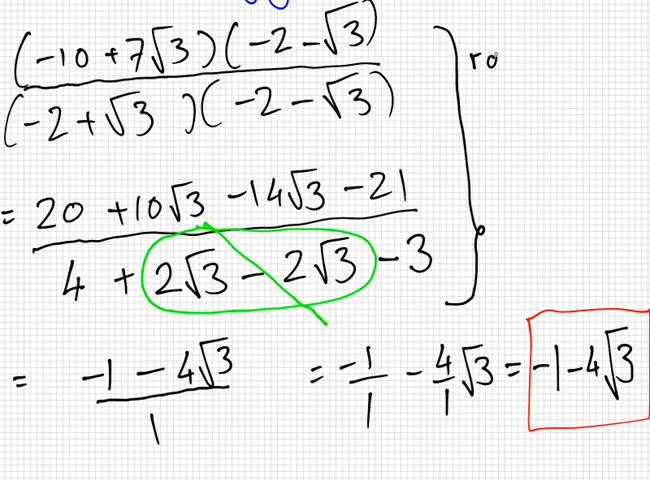 (-10 + 7√3)(-2 - √3)
(-2 + √3)(-2 - √3)
ro
= 20 + 10√3 - 14√3 - 21
4 + 2√3 - 2√3 - 3
= -1 - 4√3 / 1 = -1/1 - 4/1 √3 = -1 - 4√3